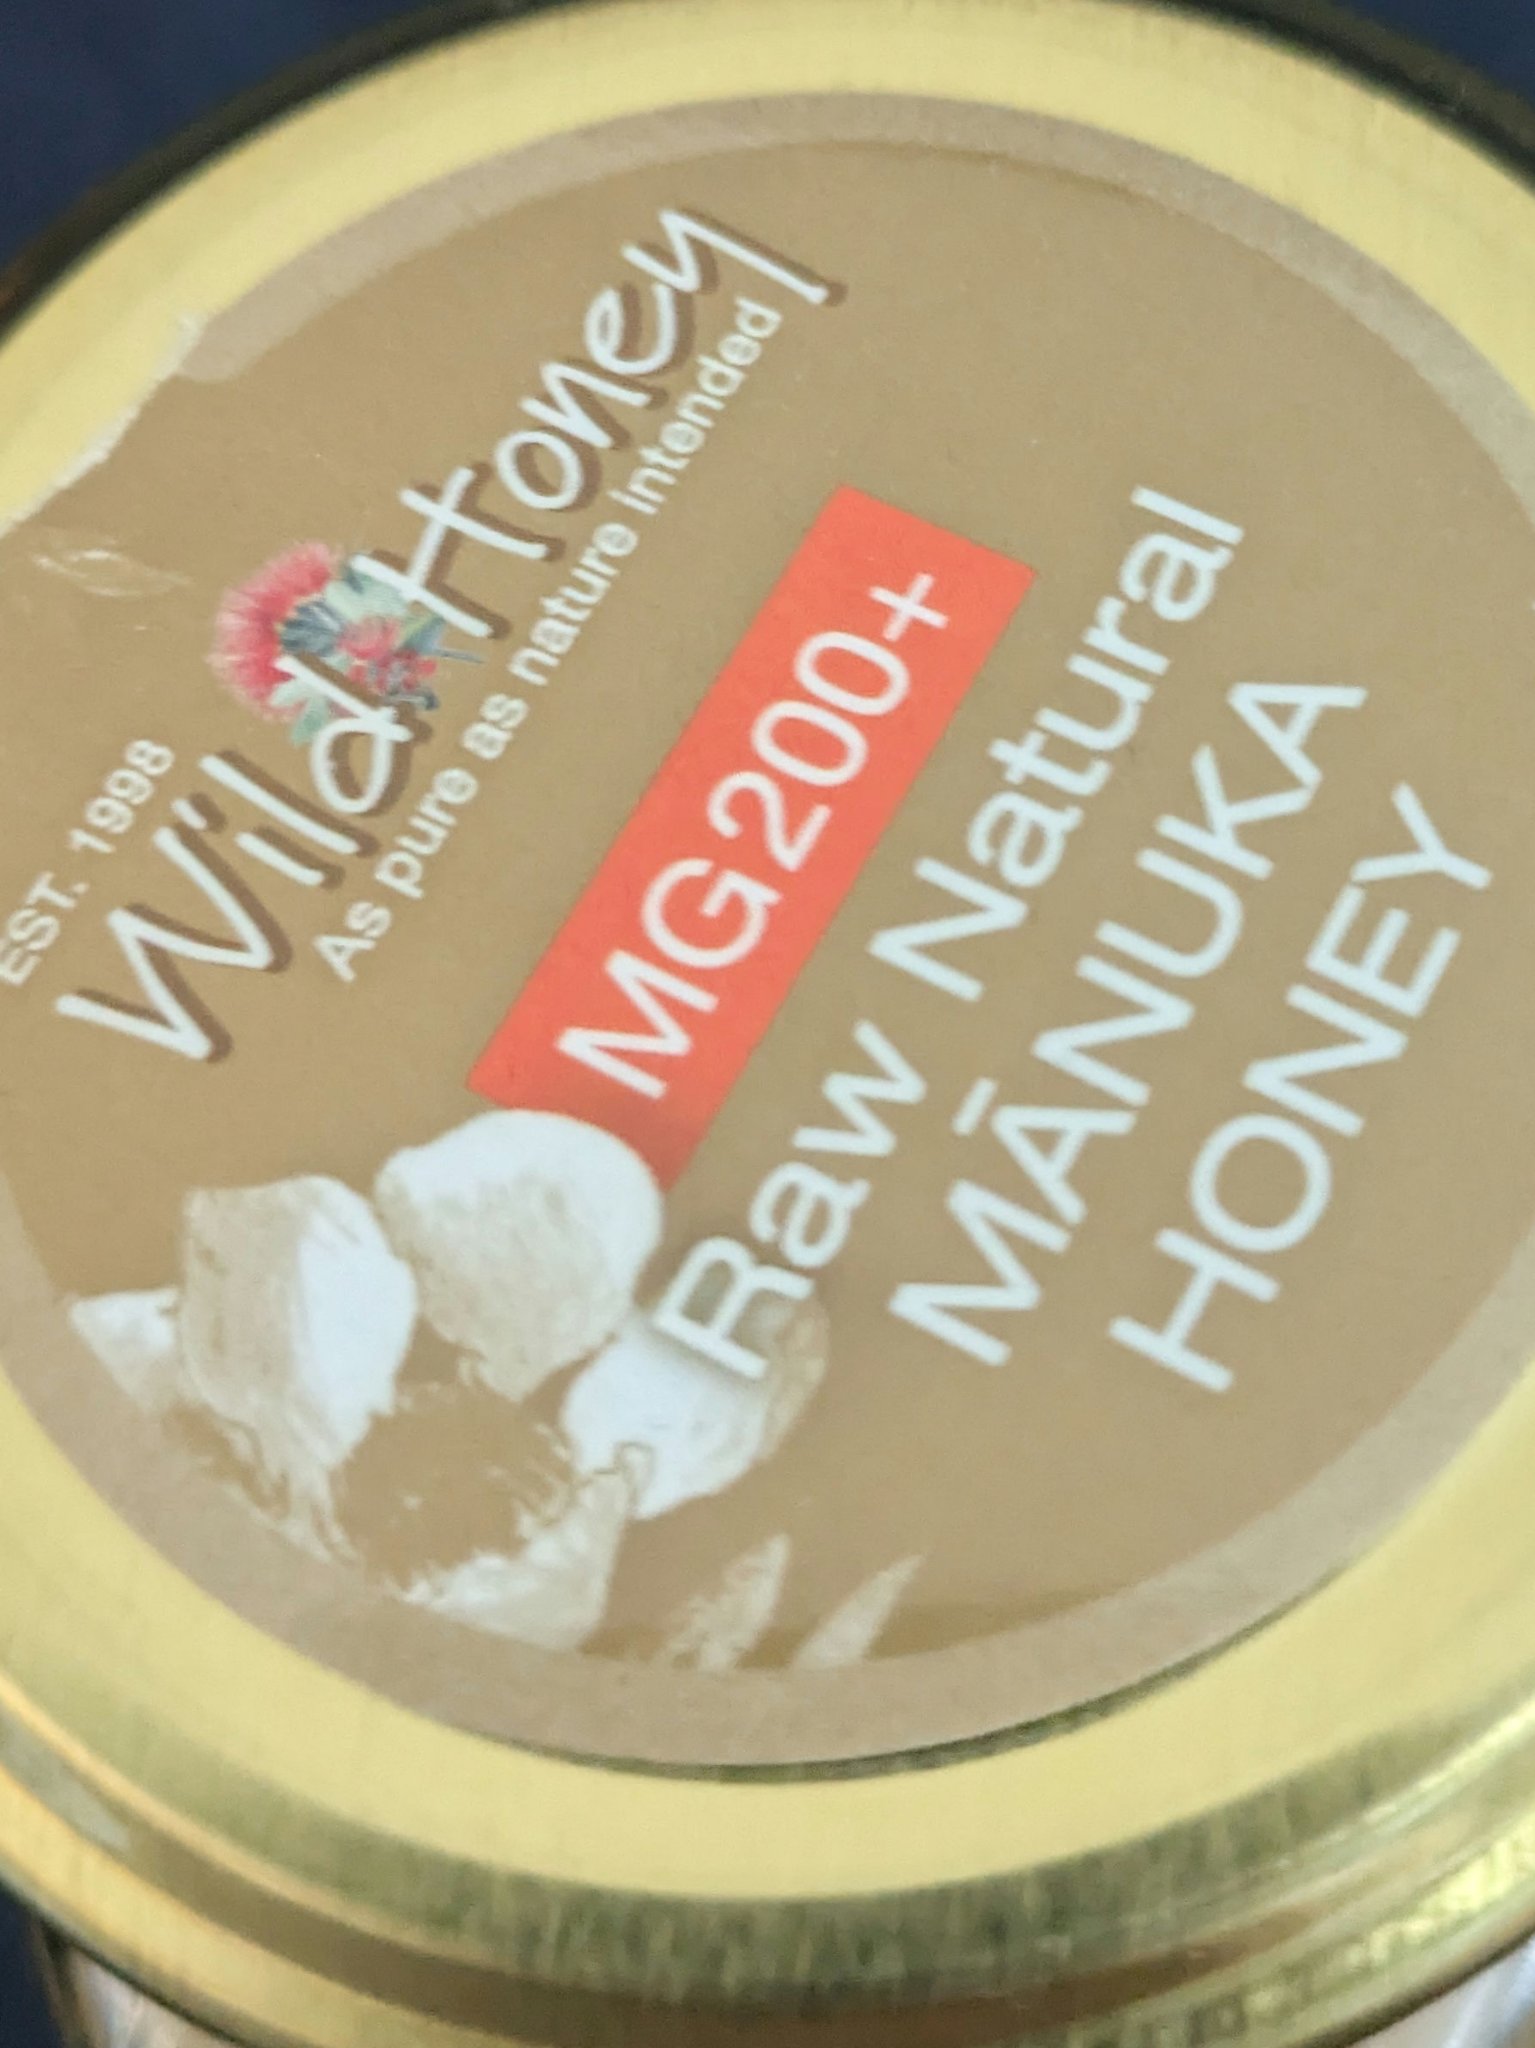 EST. 1998
Wild Honey
As pure as nature intended
MG200+
Raw Natural
MĀNUKA
HONEY